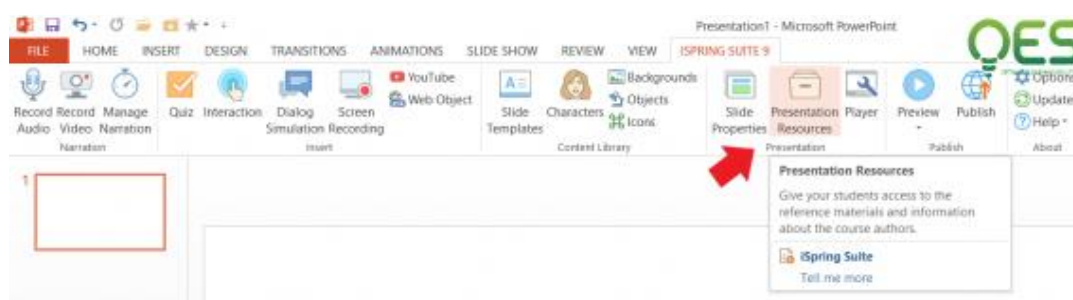 Presentation1 - Microsoft PowerPoint
QES
FILE HOME INSERT DESIGN TRANSITIONS ANIMATIONS SLIDE SHOW REVIEW VIEW ISPRING SUITE 9
Record Audio
Record Video
Manage Narration
Narration
Quiz
Interaction
Dialog Simulation
Screen Recording
YouTube
Web Object
Insert
Slide Templates
Characters
Backgrounds
Objects
Icons
Content Library
Slide Properties
Presentation Resources
Player
Presentation
Preview
Publish
Publish
Options
Update
Help
About
1
Presentation Resources
Give your students access to the
reference materials and information
about the course authors.
iSpring Suite
Tell me more